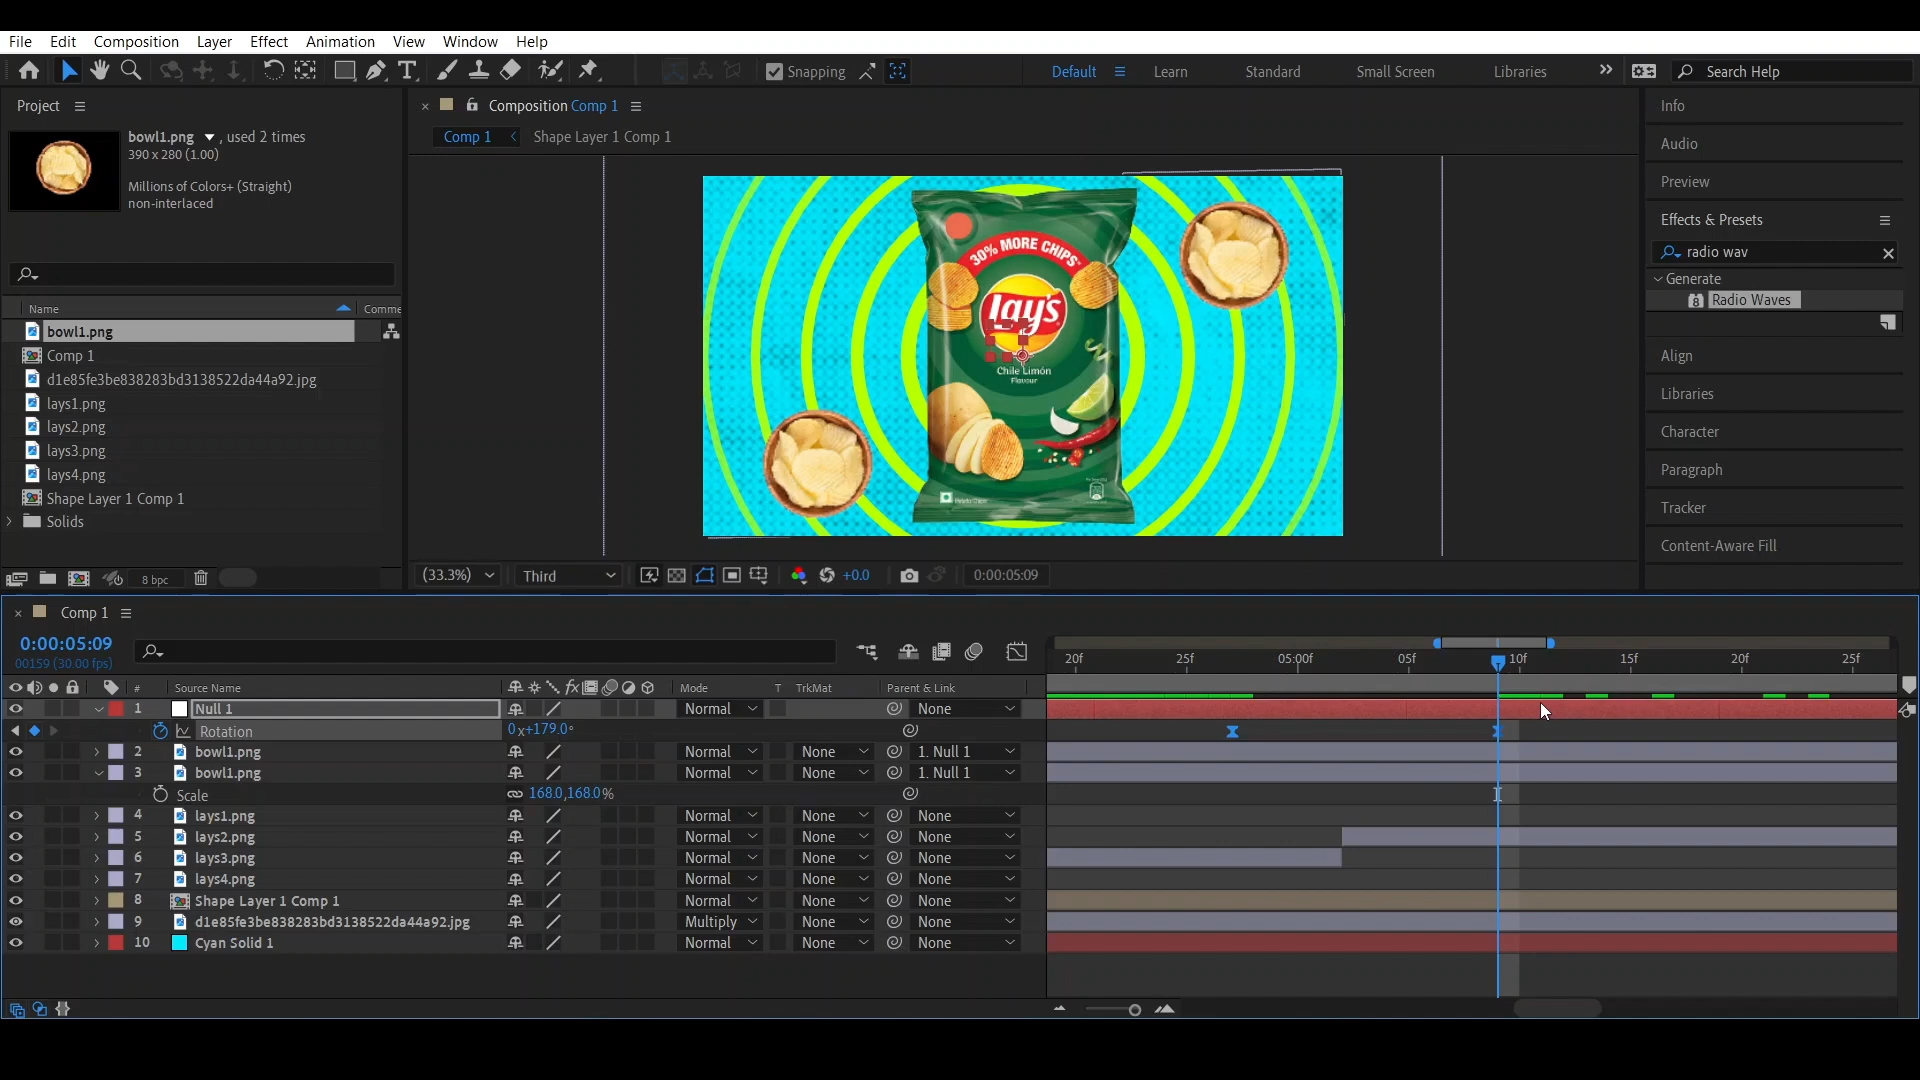 File Edit Composition Layer Effect Animation View Window Help
Snapping Default Learn Standard Small Screen Libraries Search Help
Project
bowl1.png , used 2 times
390 x 280 (1.00)
Millions of Colors+ (Straight)
non-interlaced
Name Comme
bowl1.png
Comp 1
d1e85fe3be838283bd3138522da44a92.jpg
lays1.png
lays2.png
lays3.png
lays4.png
Shape Layer 1 Comp 1
Solids
8 bpc
Composition Comp 1
Comp 1 Shape Layer 1 Comp 1
30% MORE CHIPS*
Lay's
Chile Limón
Flavour
(33.3%) Third +0.0 0:00:05:09
Info
Audio
Preview
Effects & Presets
radio wav
Generate
8 Radio Waves
Align
Libraries
Character
Paragraph
Tracker
Content-Aware Fill
Comp 1
0:00:05:09
00159 (30.00 fps)
20f 25f 05:00f 05f 10f 15f 20f 25f
# Source Name fx Mode T TrkMat Parent & Link
1 Null 1 Normal None
Rotation 0x+179.0°
2 bowl1.png Normal None 1. Null 1
3 bowl1.png Normal None 1. Null 1
Scale 168.0,168.0%
4 lays1.png Normal None None
5 lays2.png Normal None None
6 lays3.png Normal None None
7 lays4.png Normal None None
8 Shape Layer 1 Comp 1 Normal None None
9 d1e85fe3be838283bd3138522da44a92.jpg Multiply None None
10 Cyan Solid 1 Normal None None